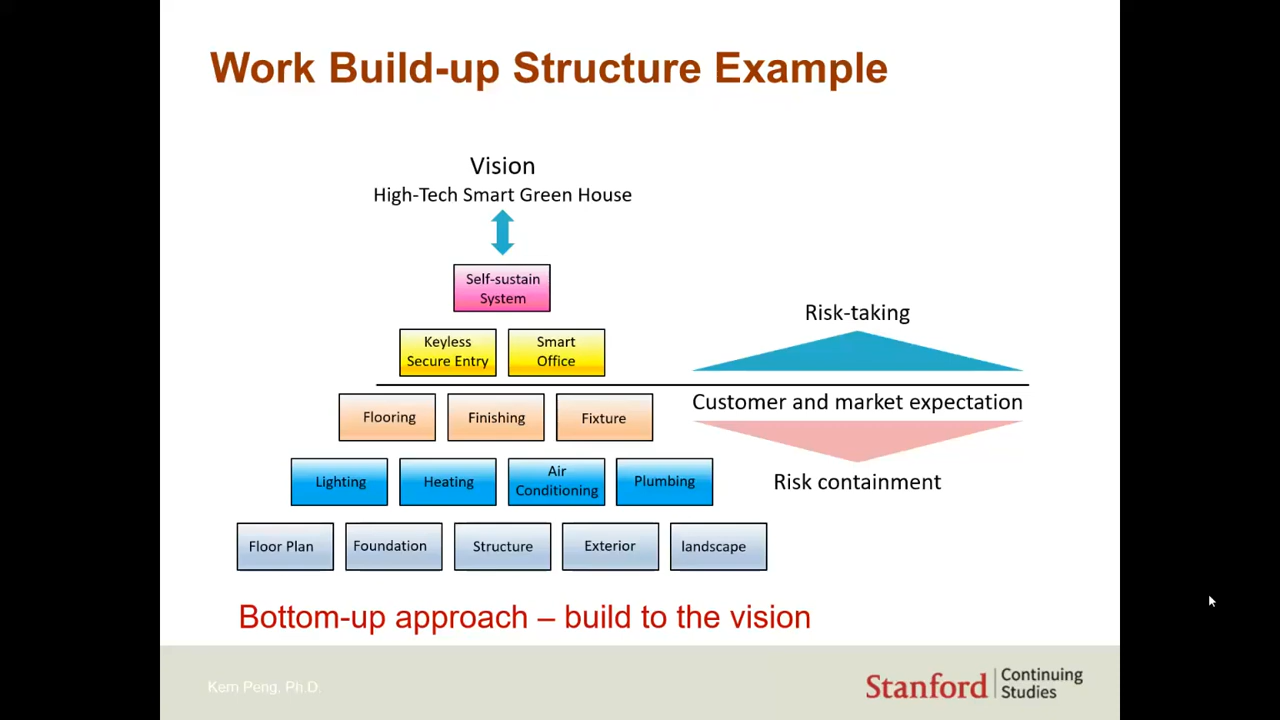 Work Build-up Structure Example
Vision
High-Tech Smart Green House
Self-sustain
System
Keyless
Secure Entry
Smart
Office
Risk-taking
Customer and market expectation
Risk containment
Flooring
Finishing
Fixture
Lighting
Heating
Air
Conditioning
Plumbing
Floor Plan
Foundation
Structure
Exterior
landscape
Bottom-up approach – build to the vision
Kem Peng, Ph.D.
Stanford
Continuing
Studies